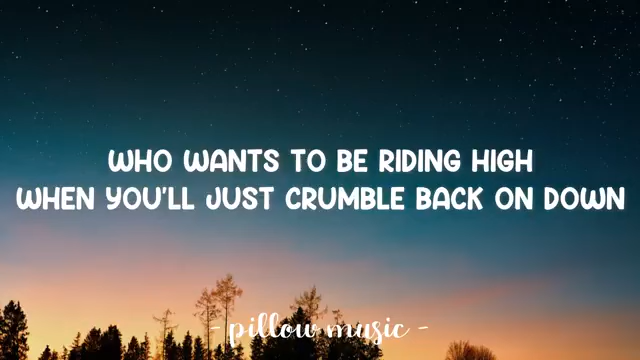 WHO WANTS TO BE RIDING HIGH
WHEN YOU'LL JUST CRUMBLE BACK ON DOWN
- pillow music -